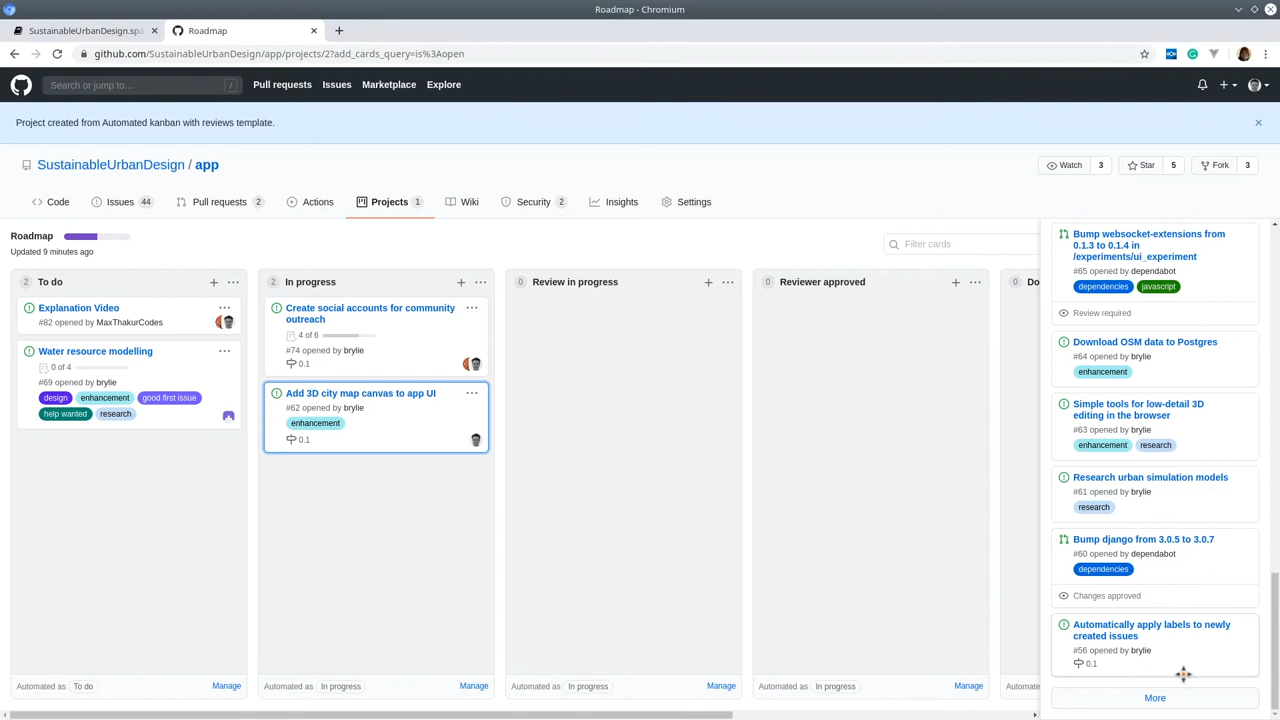 Roadmap - Chromium
SustainableUrbanDesign.spa
Roadmap
github.com/SustainableUrbanDesign/app/projects/2?add_cards_query=is%3Aopen
Search or jump to...
/
Pull requests
Issues
Marketplace
Explore
Project created from Automated kanban with reviews template.
SustainableUrbanDesign / app
Watch 3
Star 5
Fork 3
Code
Issues 44
Pull requests 2
Actions
Projects 1
Wiki
Security 2
Insights
Settings
Roadmap
Updated 9 minutes ago
Filter cards
2 To do
Explanation Video
#82 opened by MaxThakurCodes
Water resource modelling
0 of 4
#69 opened by brylie
design enhancement good first issue
help wanted research
Automated as To do Manage
2 In progress
Create social accounts for community
outreach
4 of 6
#74 opened by brylie
0.1
Add 3D city map canvas to app UI
#62 opened by brylie
enhancement
0.1
Automated as In progress Manage
0 Review in progress
Automated as In progress Manage
0 Reviewer approved
Automated as In progress Manage
0 Do
Automate
Bump websocket-extensions from
0.1.3 to 0.1.4 in
/experiments/ui_experiment
#65 opened by dependabot
dependencies javascript
Review required
Download OSM data to Postgres
#64 opened by brylie
enhancement
Simple tools for low-detail 3D
editing in the browser
#63 opened by brylie
enhancement research
Research urban simulation models
#61 opened by brylie
research
Bump django from 3.0.5 to 3.0.7
#60 opened by dependabot
dependencies
Changes approved
Automatically apply labels to newly
created issues
#56 opened by brylie
0.1
More